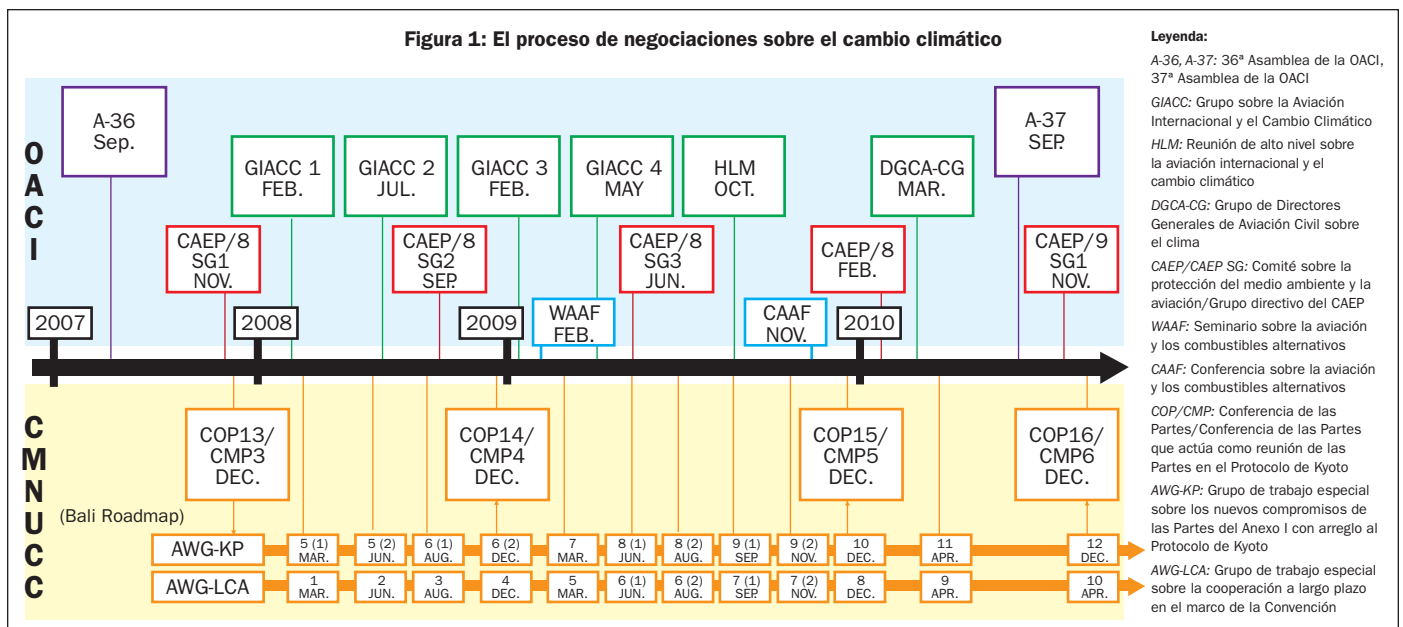 Figura 1: El proceso de negociaciones sobre el cambio climático
OACI
A-36
Sep.
GIACC 1
FEB.
GIACC 2
JUL.
GIACC 3
FEB.
GIACC 4
MAY
HLM
OCT.
DGCA-CG
MAR.
A-37
SEP.
CAEP/8
SG1
NOV.
CAEP/8
SG2
SEP.
CAEP/8
SG3
JUN.
CAEP/8
FEB.
CAEP/9
SG1
NOV.
WAAF
FEB.
CAAF
NOV.
2007
2008
2009
2010
CMNUCC
COP13/
CMP3
DEC.
COP14/
CMP4
DEC.
COP15/
CMP5
DEC.
COP16/
CMP6
DEC.
(Bali Roadmap)
AWG-KP
5 (1)
MAR.
5 (2)
JUN.
6 (1)
AUG.
6 (2)
DEC.
7
MAR.
8 (1)
JUN.
8 (2)
AUG.
9 (1)
SEP.
9 (2)
NOV.
10
DEC.
11
APR.
12
DEC.
AWG-LCA
1
MAR.
2
JUN.
3
AUG.
4
DEC.
5
MAR.
6 (1)
JUN.
6 (2)
AUG.
7 (1)
SEP.
7 (2)
NOV.
8
DEC.
9
APR.
10
APR.
Leyenda:
A-36, A-37: 36ª Asamblea de la OACI,
37ª Asamblea de la OACI
GIACC: Grupo sobre la Aviación
Internacional y el Cambio Climático
HLM: Reunión de alto nivel sobre
la aviación internacional y el
cambio climático
DGCA-CG: Grupo de Directores
Generales de Aviación Civil sobre
el clima
CAEP/CAEP SG: Comité sobre la
protección del medio ambiente y la
aviación/Grupo directivo del CAEP
WAAF: Seminario sobre la aviación
y los combustibles alternativos
CAAF: Conferencia sobre la aviación
y los combustibles alternativos
COP/CMP: Conferencia de las
Partes/Conferencia de las Partes
que actúa como reunión de las
Partes en el Protocolo de Kyoto
AWG-KP: Grupo de trabajo especial
sobre los nuevos compromisos de
las Partes del Anexo I con arreglo al
Protocolo de Kyoto
AWG-LCA: Grupo de trabajo especial
sobre la cooperación a largo plazo
en el marco de la Convención